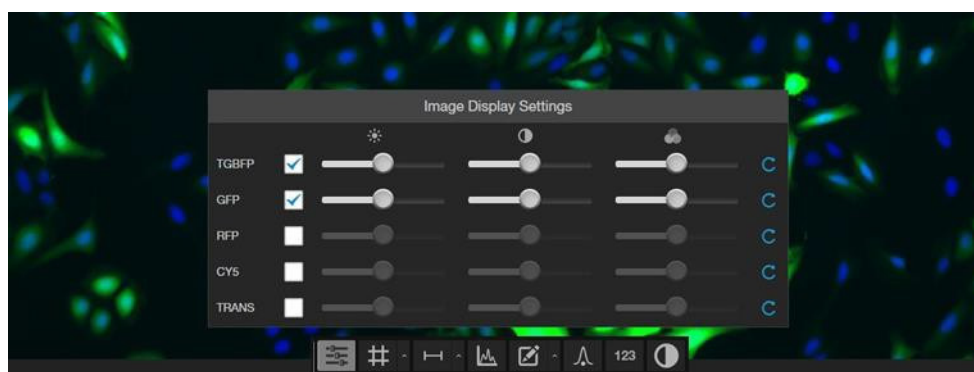 Image Display Settings
TGBFP
GFP
RFP
CY5
TRANS
123